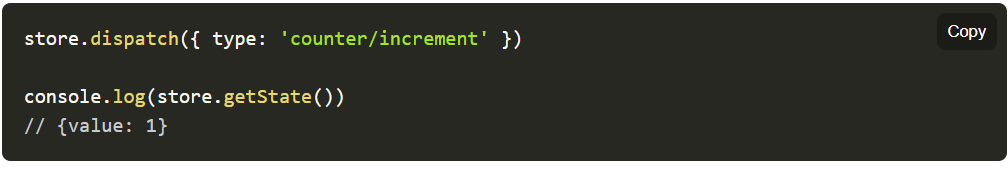 store.dispatch({ type: 'counter/increment' })
Copy
console.log(store.getState())
// {value: 1}